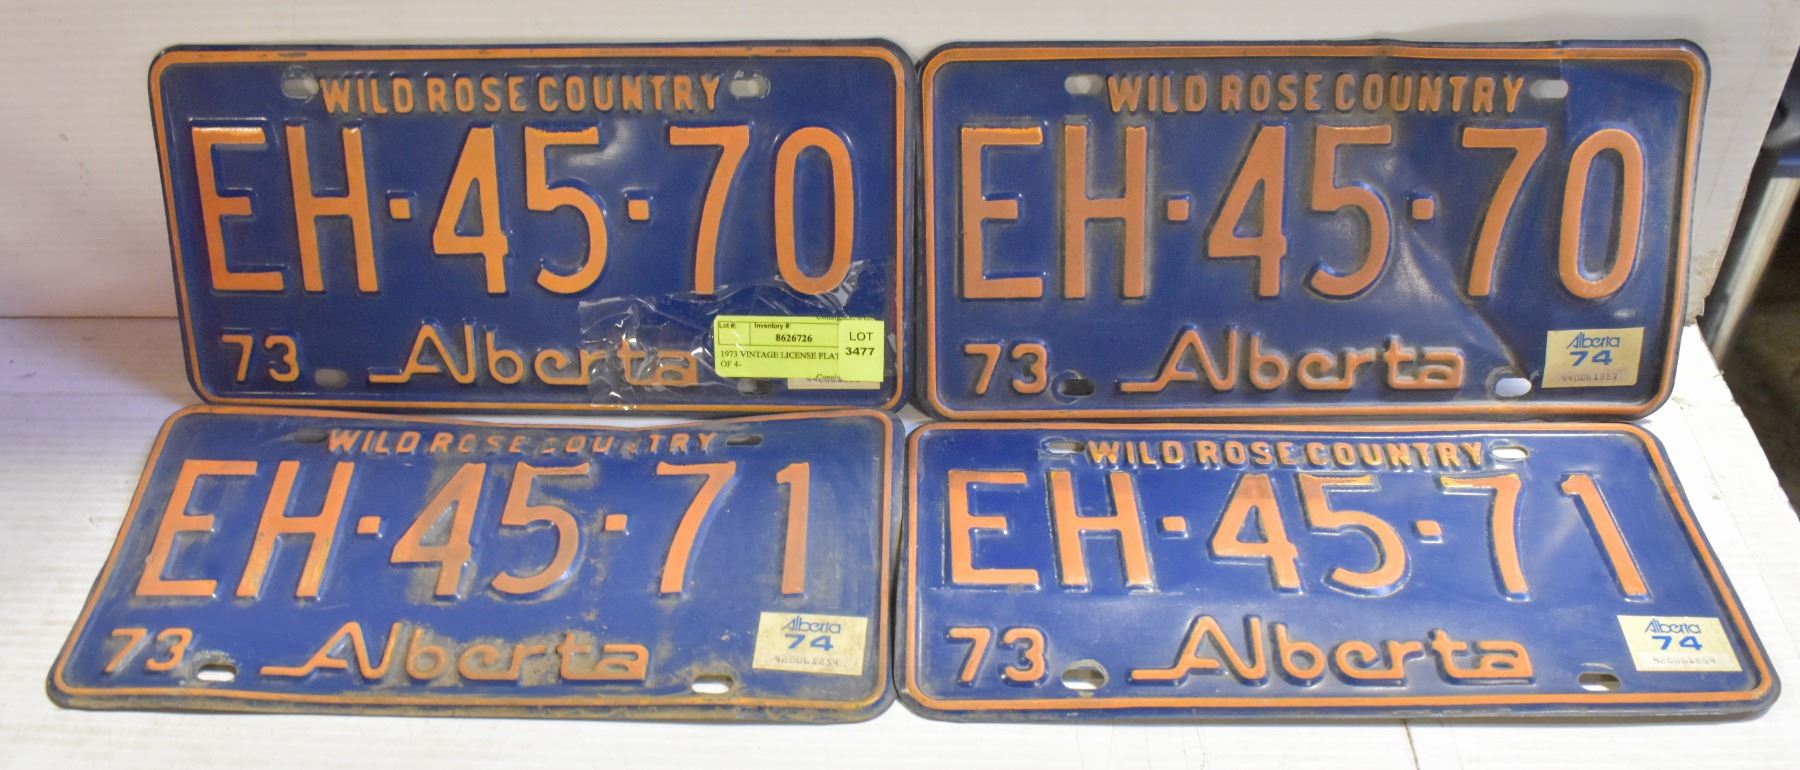 WILD ROSE COUNTRY
EH·45·70
73 Alberta
Lot #: Inventory #:
8626726
LOT
3477
1973 VINTAGE LICENSE PLAT
OF 4-
WILD ROSE COUNTRY
EH·45·70
73 Alberta
Alberta
74
WILD ROSE COUNTRY
EH·45·71
73 Alberta
Alberta
74
WILD ROSE COUNTRY
EH·45·71
73 Alberta
Alberta
74